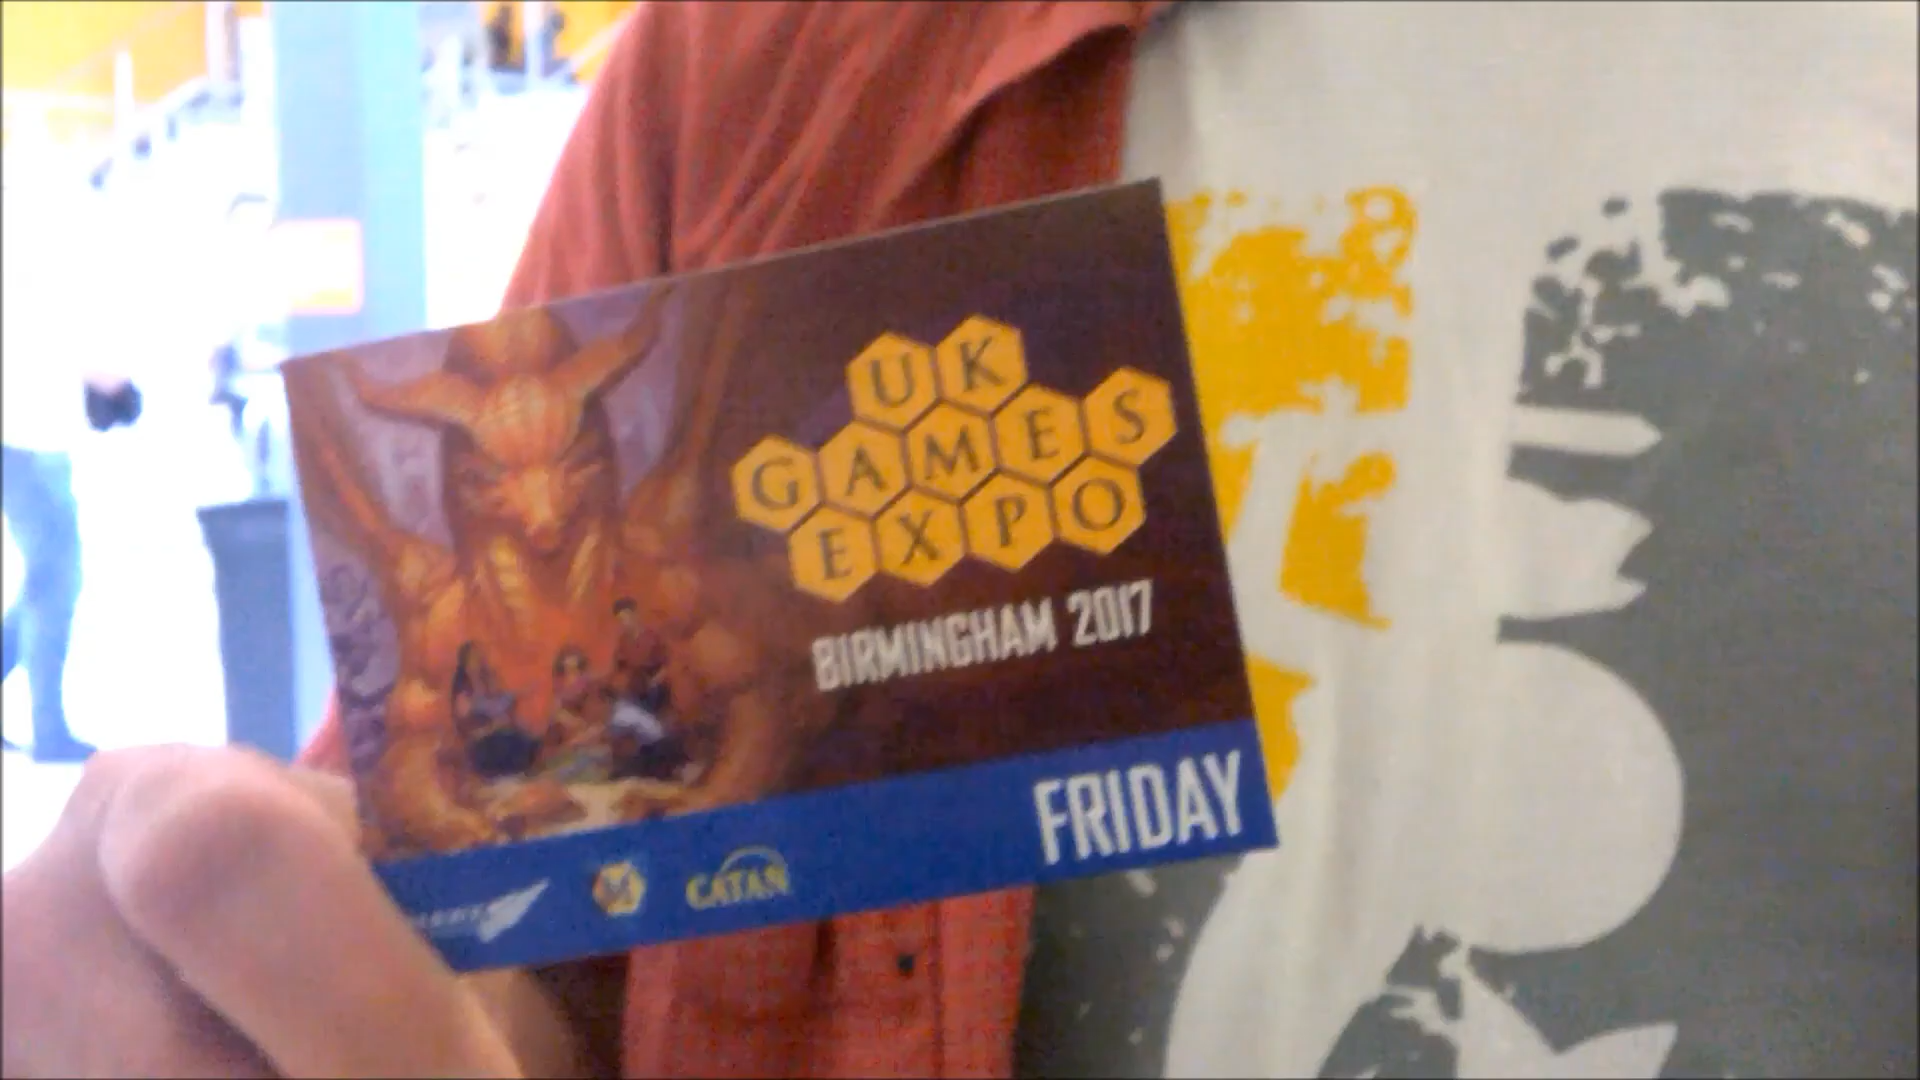 UK
GAMES
EXPO
BIRMINGHAM 2017
FRIDAY
CATAN